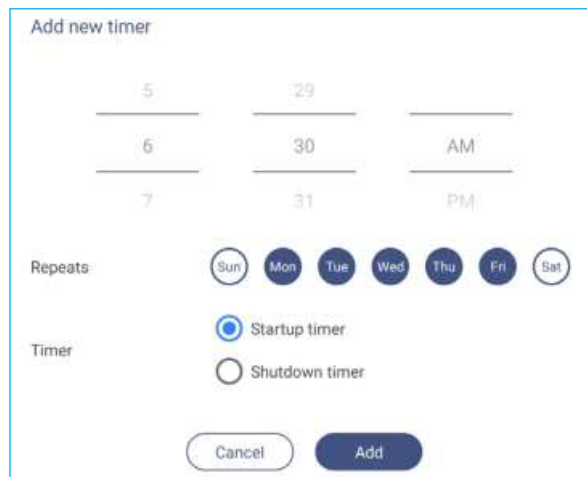 Add new timer
5 29
6 30 AM
7 31 PM
Repeats Sun Mon Tue Wed Thu Fri Sat
Startup timer
Timer
Shutdown timer
Cancel Add